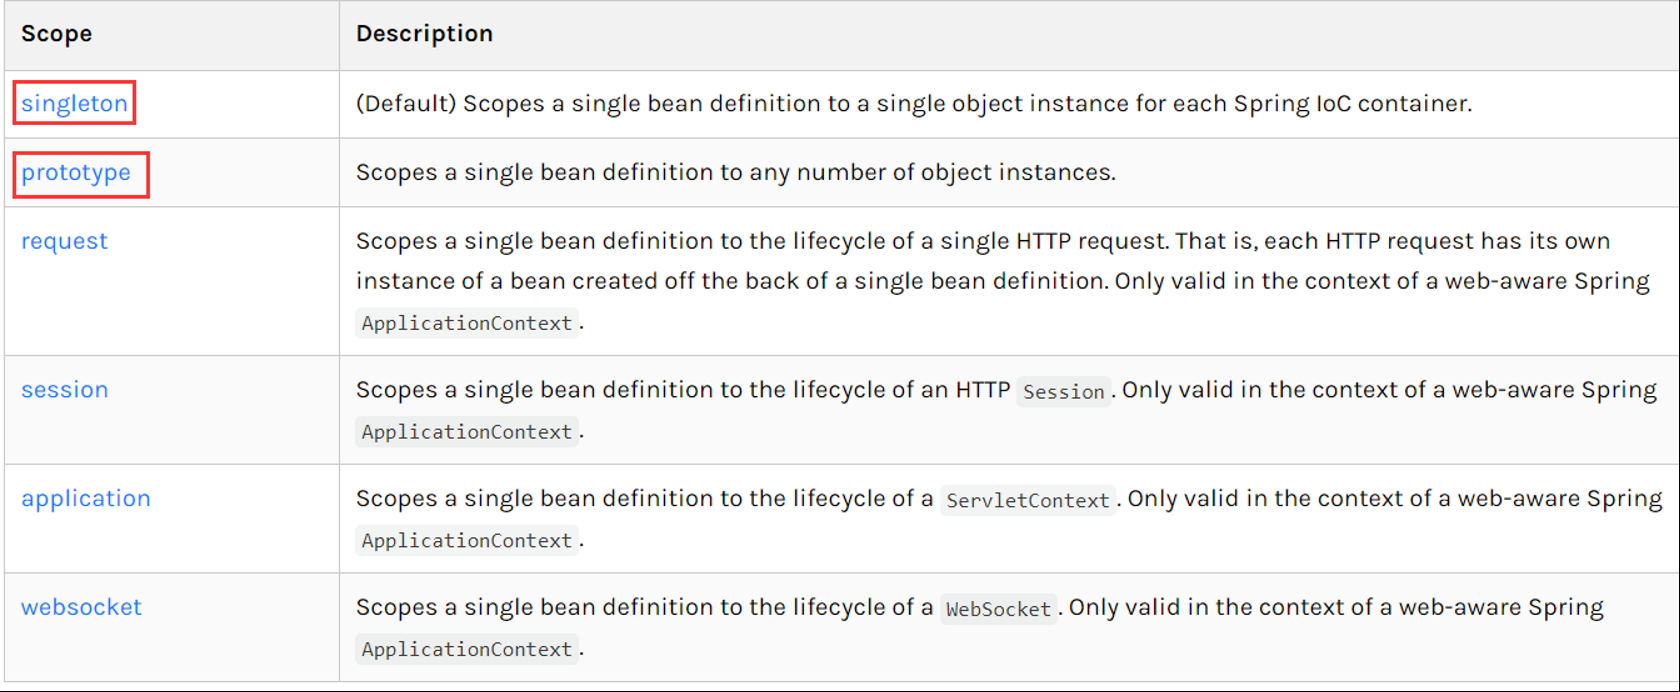 Scope Description
singleton (Default) Scopes a single bean definition to a single object instance for each Spring IoC container.
prototype Scopes a single bean definition to any number of object instances.
request Scopes a single bean definition to the lifecycle of a single HTTP request. That is, each HTTP request has its own
instance of a bean created off the back of a single bean definition. Only valid in the context of a web-aware Spring
ApplicationContext.
session Scopes a single bean definition to the lifecycle of an HTTP Session. Only valid in the context of a web-aware Spring
ApplicationContext.
application Scopes a single bean definition to the lifecycle of a ServletContext. Only valid in the context of a web-aware Spring
ApplicationContext.
websocket Scopes a single bean definition to the lifecycle of a WebSocket. Only valid in the context of a web-aware Spring
ApplicationContext.